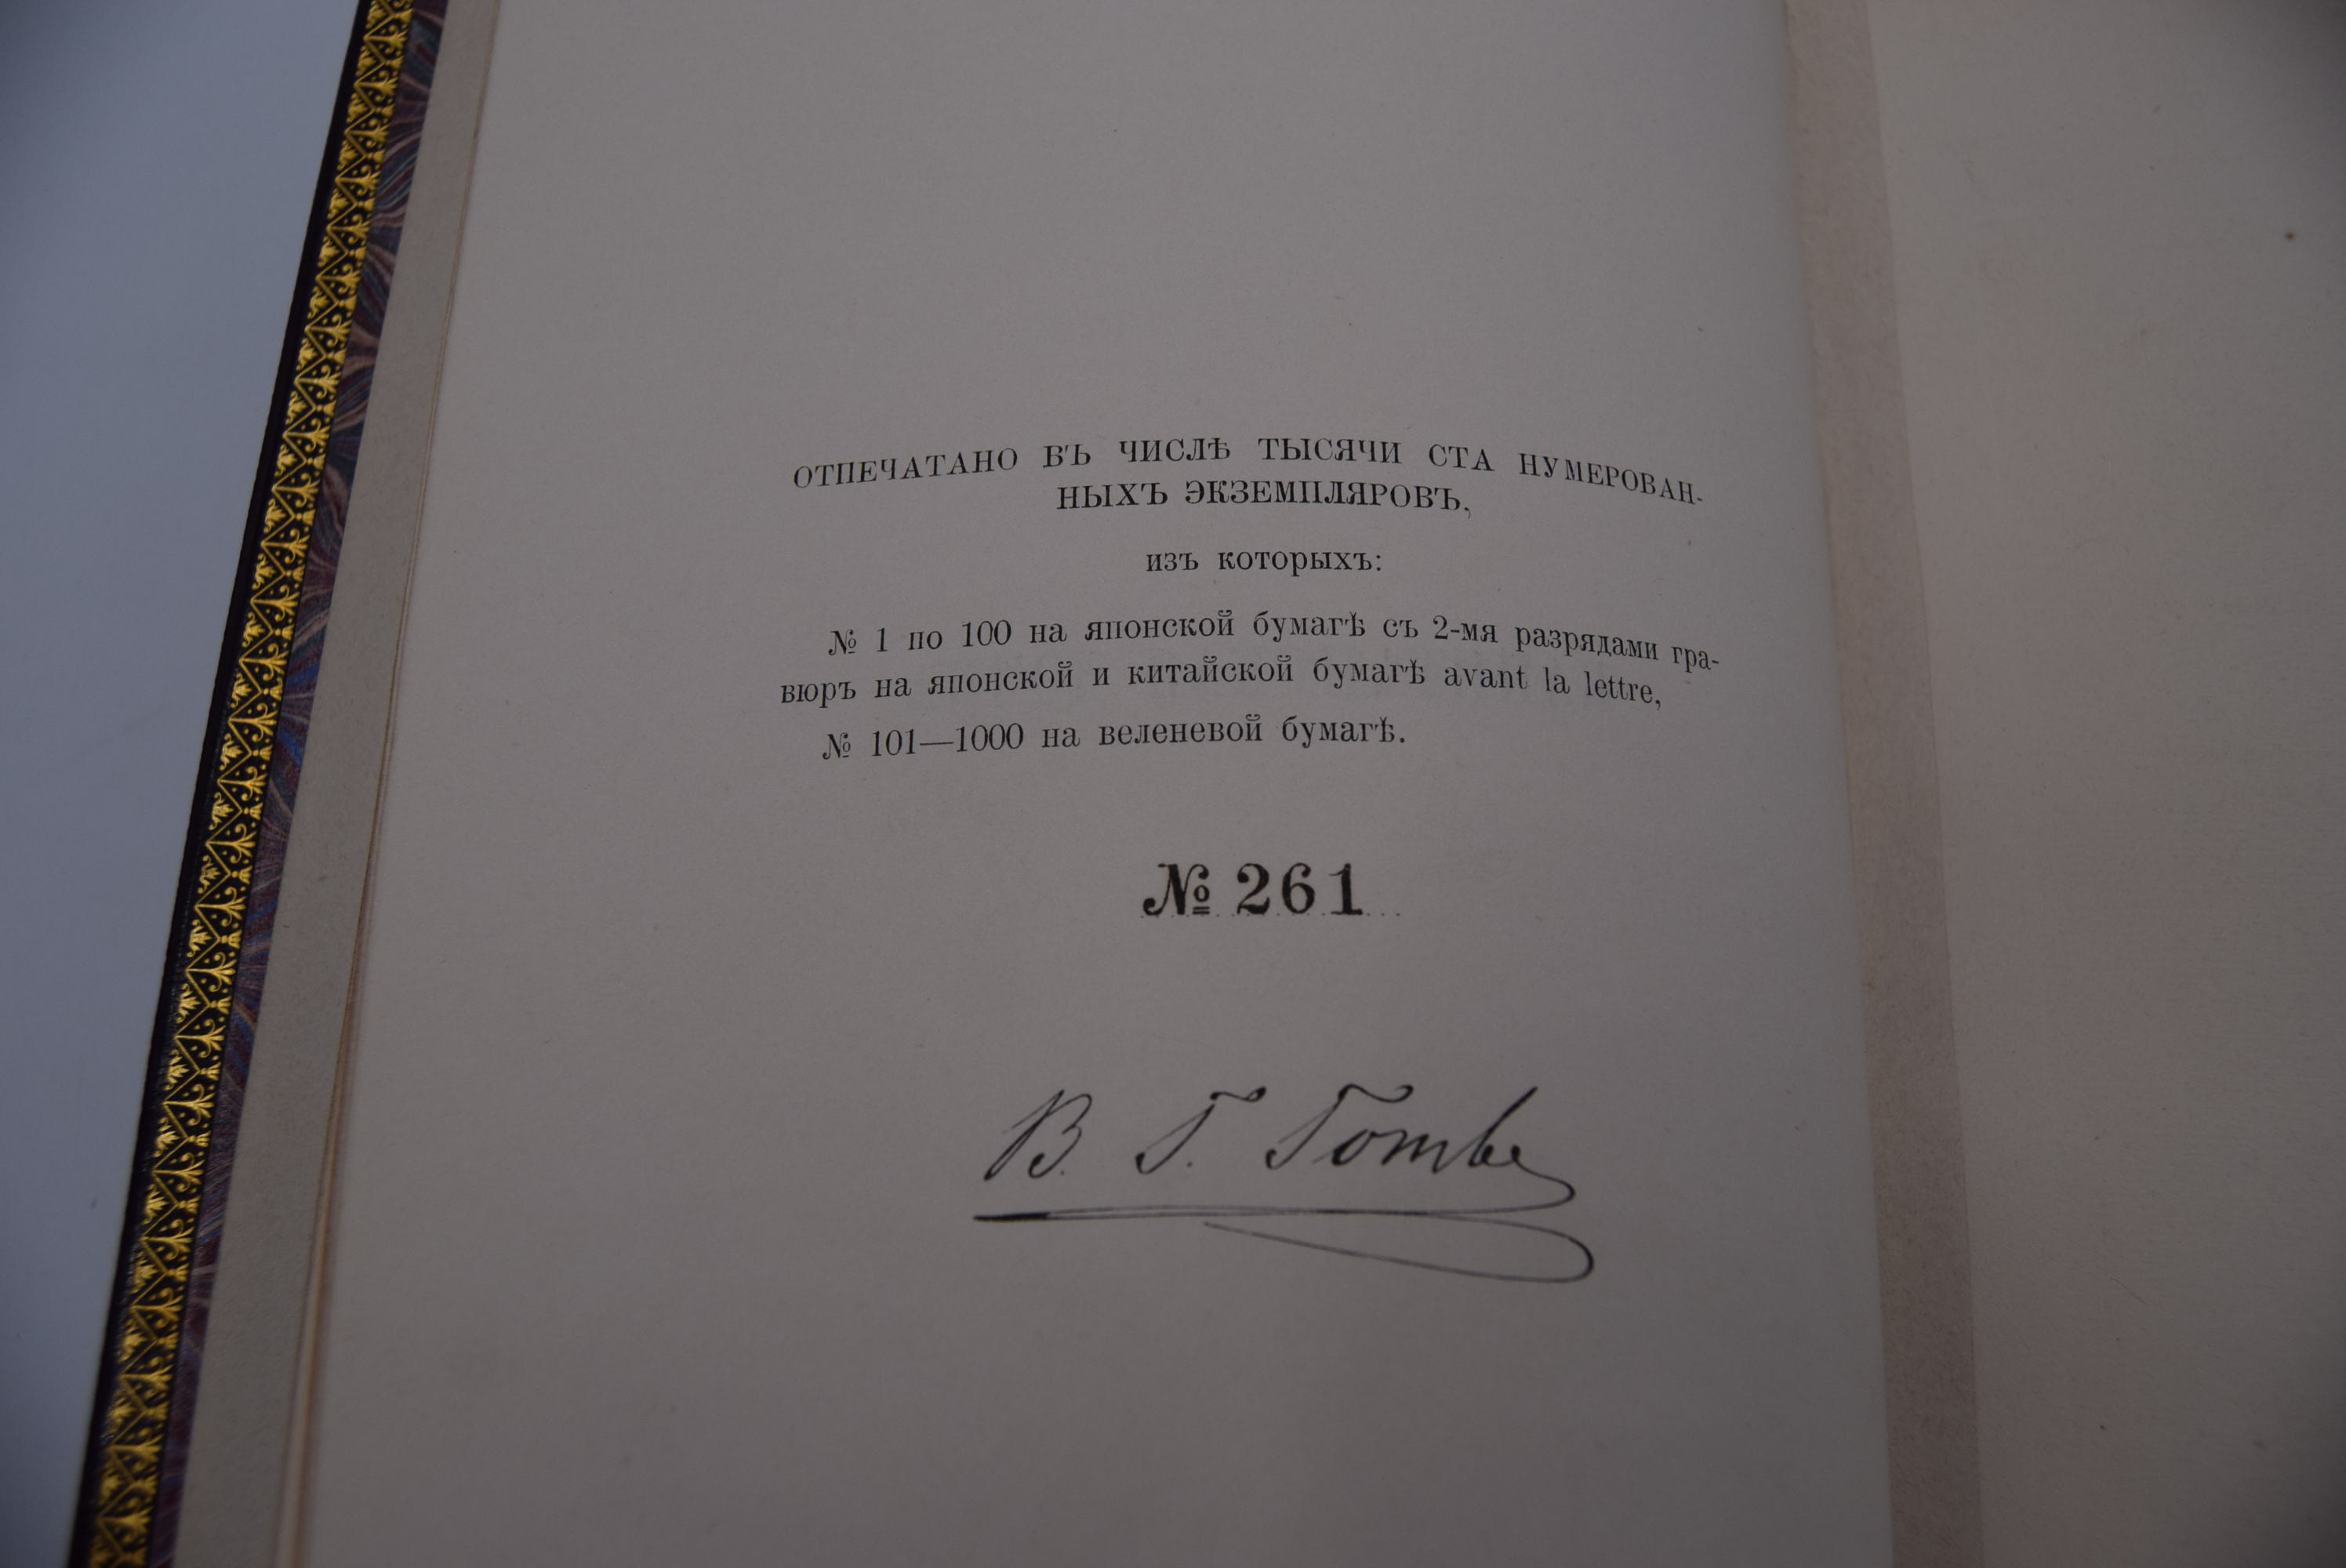 ОТПЕЧАТАНО ВЪ ЧИСЛѢ ТЫСЯЧИ СТА НУМЕРОВАН-
НЫХЪ ЭКЗЕМПЛЯРОВЪ,
изъ которыхъ:
№ 1 по 100 на японской бумагѣ съ 2-мя разрядами гра-
вюръ на японской и китайской бумагѣ avant la lettre,
№ 101—1000 на веленевой бумагѣ.
№ 261
В. Г. Готье